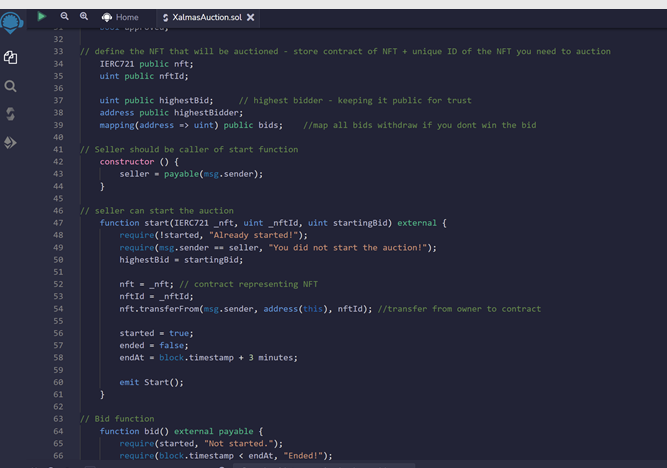 Home XalmasAuction.sol
32
33 // define the NFT that will be auctioned - store contract of NFT + unique ID of the NFT you need to auction
34 IERC721 public nft;
35 uint public nftId;
36
37 uint public highestBid; // highest bidder - keeping it public for trust
38 address public highestBidder;
39 mapping(address => uint) public bids; //map all bids withdraw if you dont win the bid
40
41 // Seller should be caller of start function
42 constructor () {
43 seller = payable(msg.sender);
44 }
45
46 // seller can start the auction
47 function start(IERC721 _nft, uint _nftId, uint startingBid) external {
48 require(!started, "Already started!");
49 require(msg.sender == seller, "You did not start the auction!");
50 highestBid = startingBid;
51
52 nft = _nft; // contract representing NFT
53 nftId = _nftId;
54 nft.transferFrom(msg.sender, address(this), nftId); //transfer from owner to contract
55
56 started = true;
57 ended = false;
58 endAt = block.timestamp + 3 minutes;
59
60 emit Start();
61 }
62
63 // Bid function
64 function bid() external payable {
65 require(started, "Not started.");
66 require(block.timestamp < endAt, "Ended!");